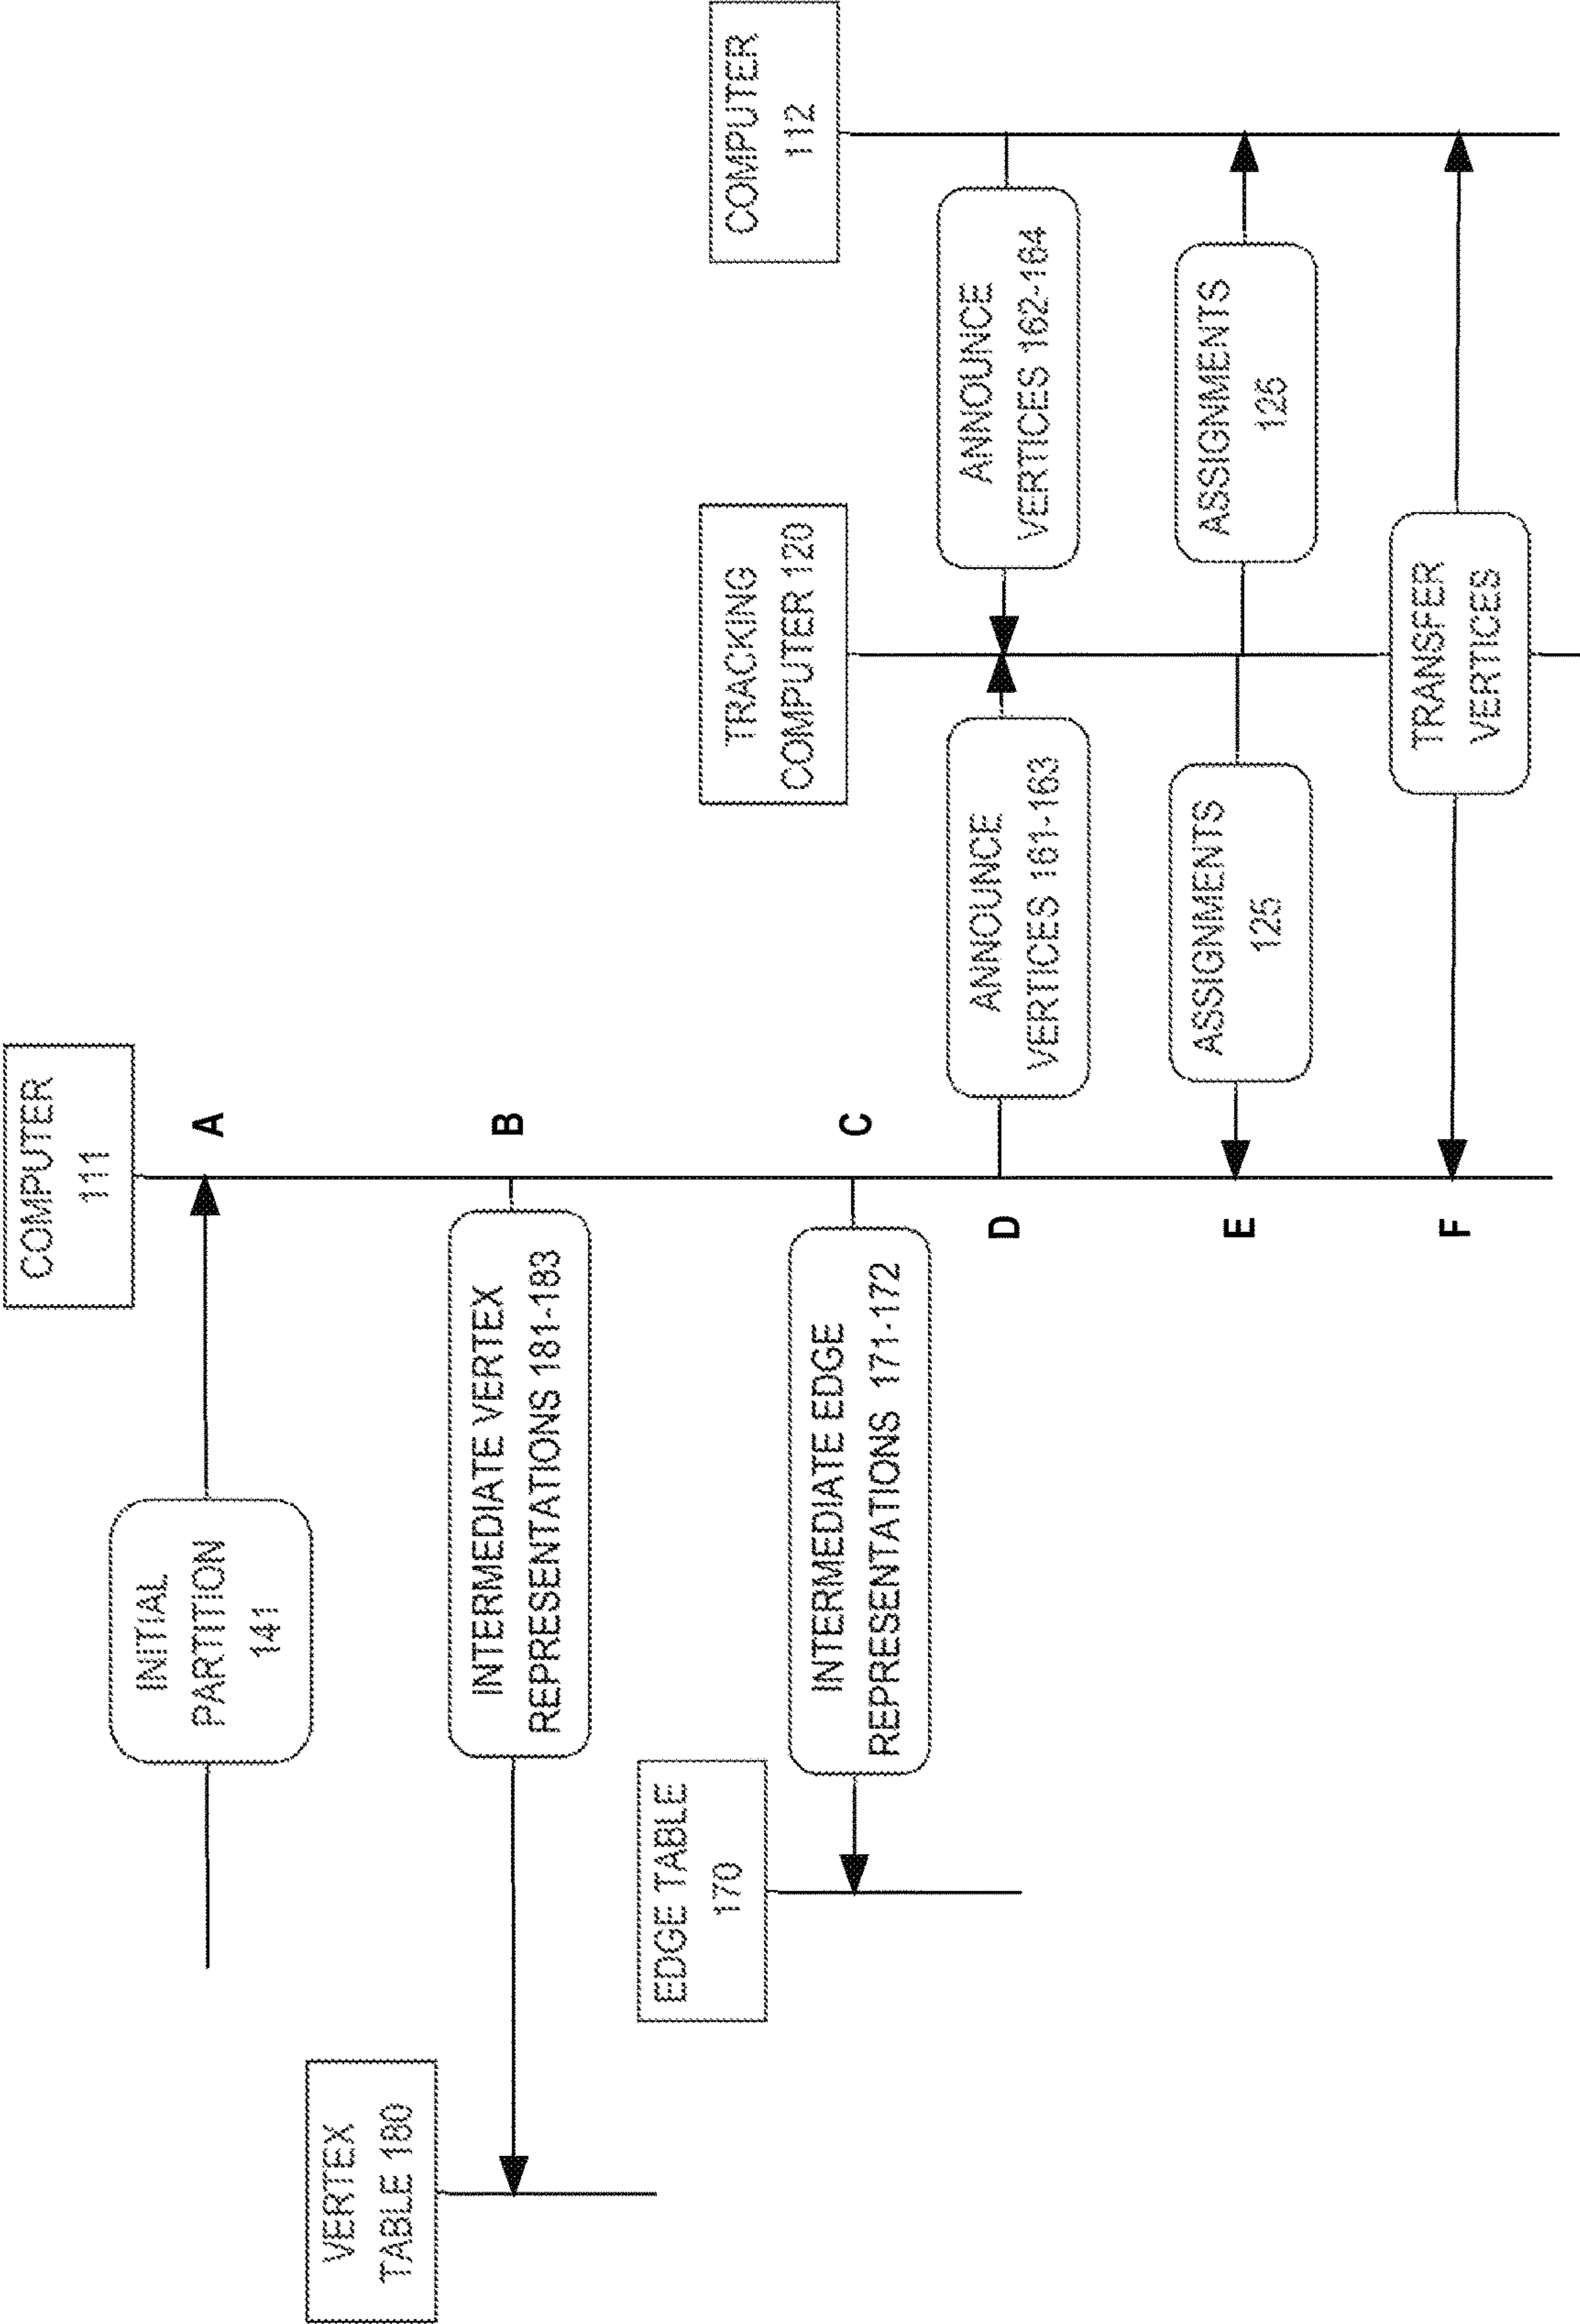 VERTEX
TABLE 180
EDGE TABLE
170
COMPUTER
111
TRACKING
COMPUTER 120
COMPUTER
112
INITIAL
PARTITION
141
A
INTERMEDIATE VERTEX
REPRESENTATIONS 181-183
B
INTERMEDIATE EDGE
REPRESENTATIONS 171-172
C
D
ANNOUNCE
VERTICES 161-163
ANNOUNCE
VERTICES 162-164
E
ASSIGNMENTS
125
ASSIGNMENTS
125
F
TRANSFER
VERTICES